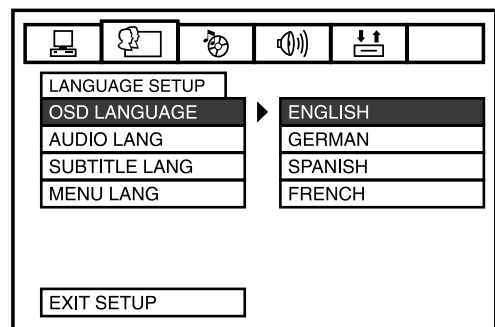 LANGUAGE SETUP
OSD LANGUAGE
AUDIO LANG
SUBTITLE LANG
MENU LANG
ENGLISH
GERMAN
SPANISH
FRENCH
EXIT SETUP